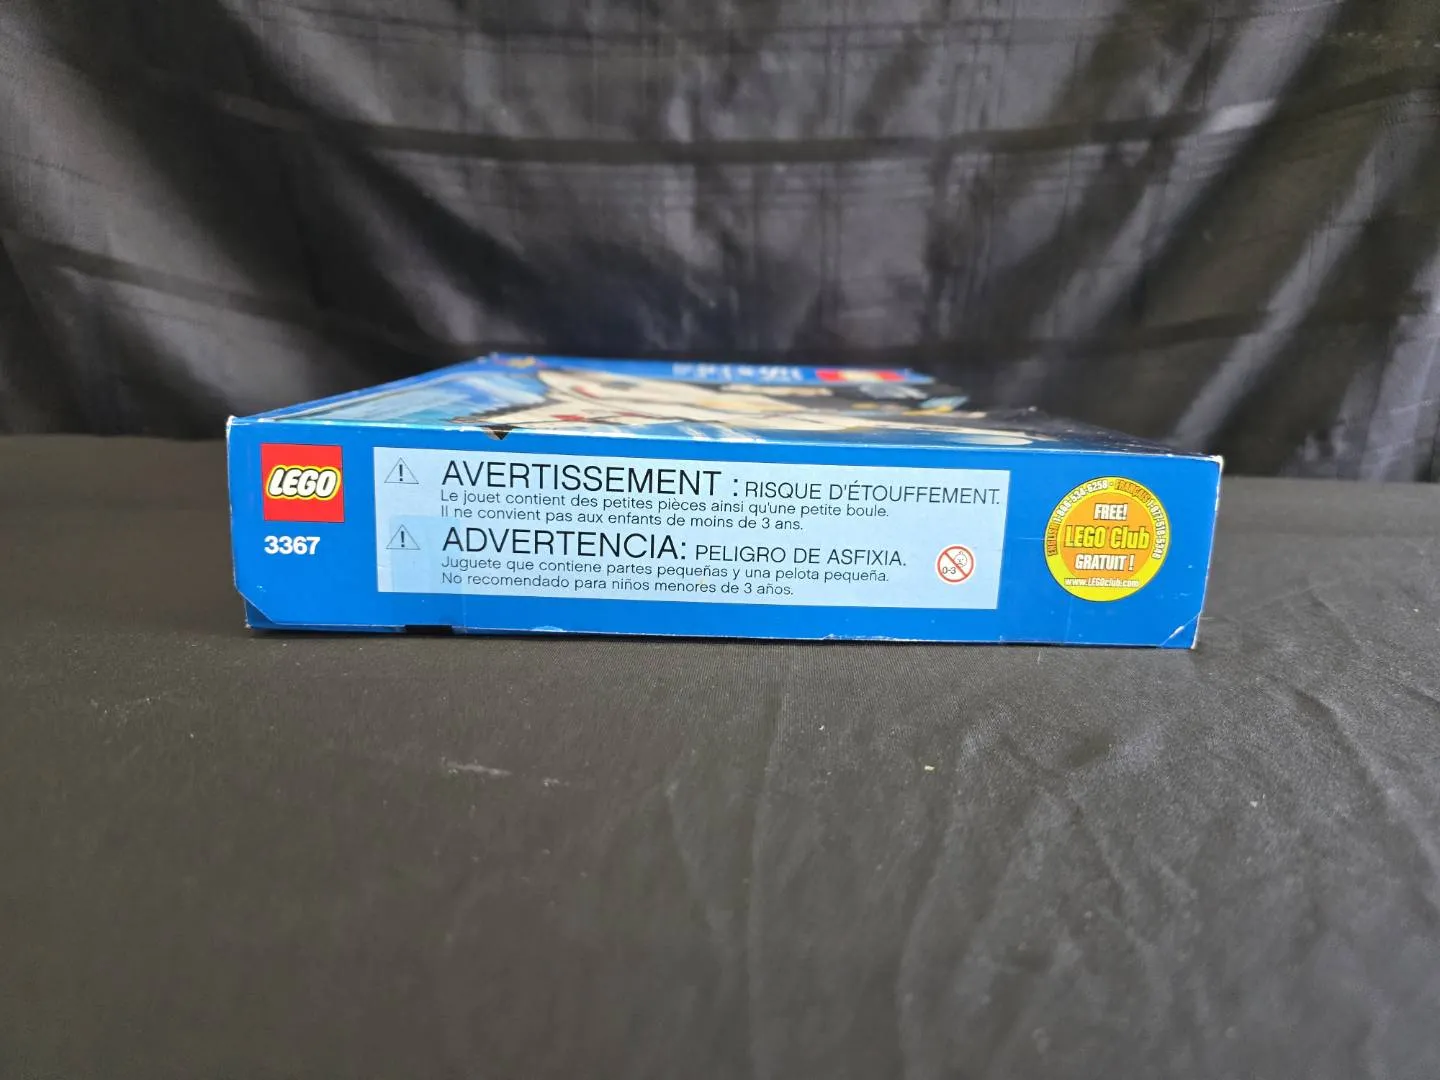 LEGO
3367
AVERTISSEMENT : RISQUE D'ÉTOUFFEMENT.
Le jouet contient des petites pièces ainsi qu'une petite boule.
Il ne convient pas aux enfants de moins de 3 ans.
ADVERTENCIA: PELIGRO DE ASFIXIA.
Juguete que contiene partes pequeñas y una pelota pequeña.
No recomendado para niños menores de 3 años.
0-3
FREE!
LEGO Club
GRATUIT !
www.LEGOclub.com